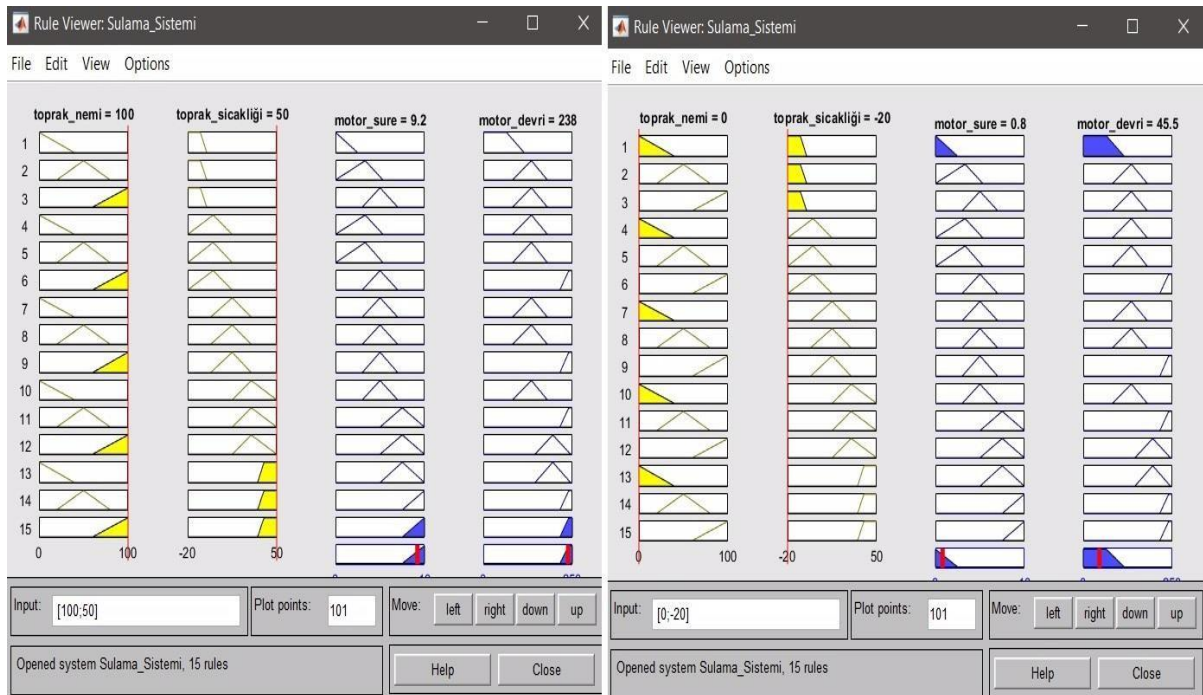 Rule Viewer: Sulama_Sistemi
File Edit View Options
toprak_nemi = 100 toprak_sicakliği = 50 motor_sure = 9.2 motor_devri = 238
1
2
3
4
5
6
7
8
9
10
11
12
13
14
15
0 100 -20 50
Input: [100;50] Plot points: 101 Move: left right down up
Opened system Sulama_Sistemi, 15 rules Help Close
Rule Viewer: Sulama_Sistemi
File Edit View Options
toprak_nemi = 0 toprak_sicakliği = -20 motor_sure = 0.8 motor_devri = 45.5
1
2
3
4
5
6
7
8
9
10
11
12
13
14
15
0 100 -20 50
Input: [0;-20] Plot points: 101 Move: left right down up
Opened system Sulama_Sistemi, 15 rules Help Close